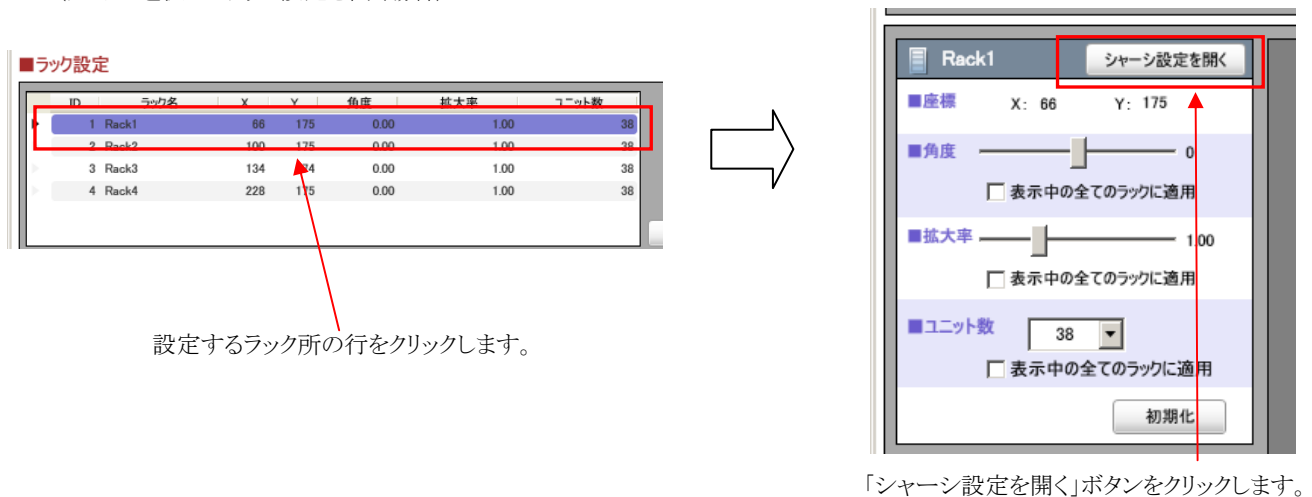 ■ラック設定
ID ラック名 X Y 角度 拡大率 ユニット数
1 Rack1 66 175 0.00 1.00 38
2 Rack2 100 175 0.00 1.00 38
3 Rack3 134 174 0.00 1.00 38
4 Rack4 228 175 0.00 1.00 38
設定するラック所の行をクリックします。
Rack1 シャーシ設定を開く
■座標 X: 66 Y: 175
■角度 0
表示中の全てのラックに適用
■拡大率 1.00
表示中の全てのラックに適用
■ユニット数 38
表示中の全てのラックに適用
初期化
「シャーシ設定を開く」ボタンをクリックします。